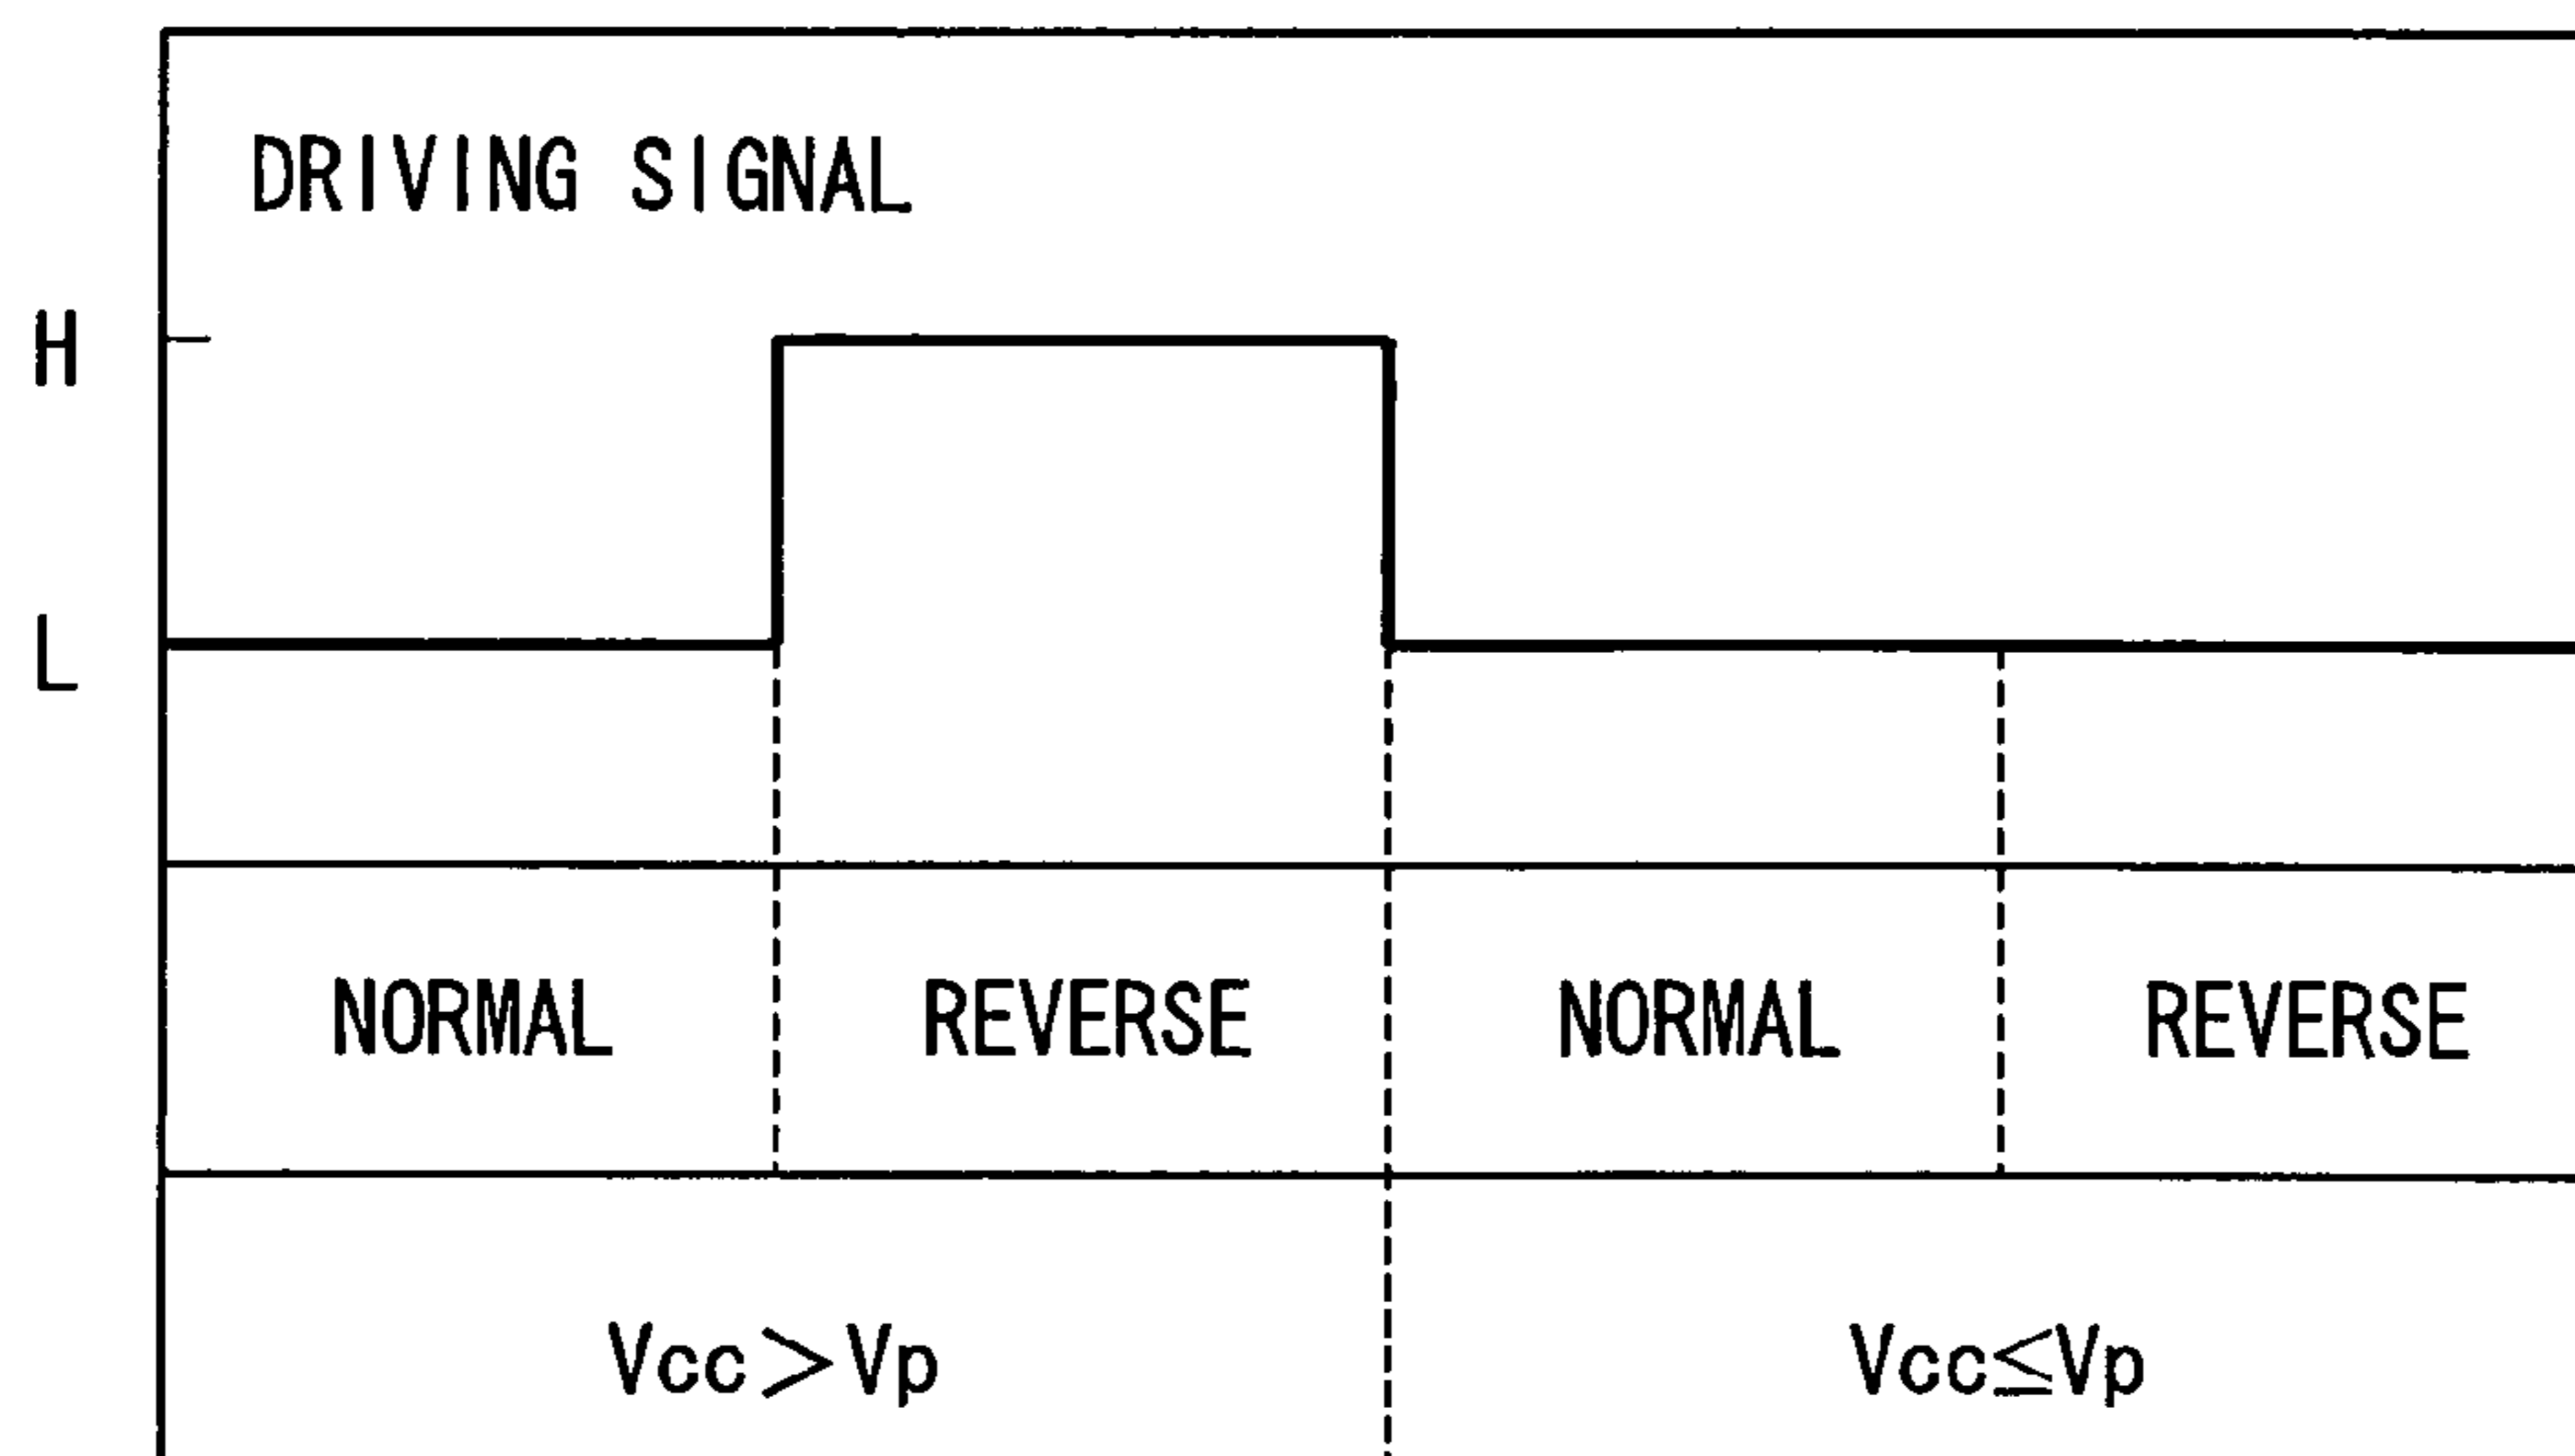 DRIVING SIGNAL
H
L
NORMAL REVERSE NORMAL REVERSE
Vcc>Vp Vcc≦Vp